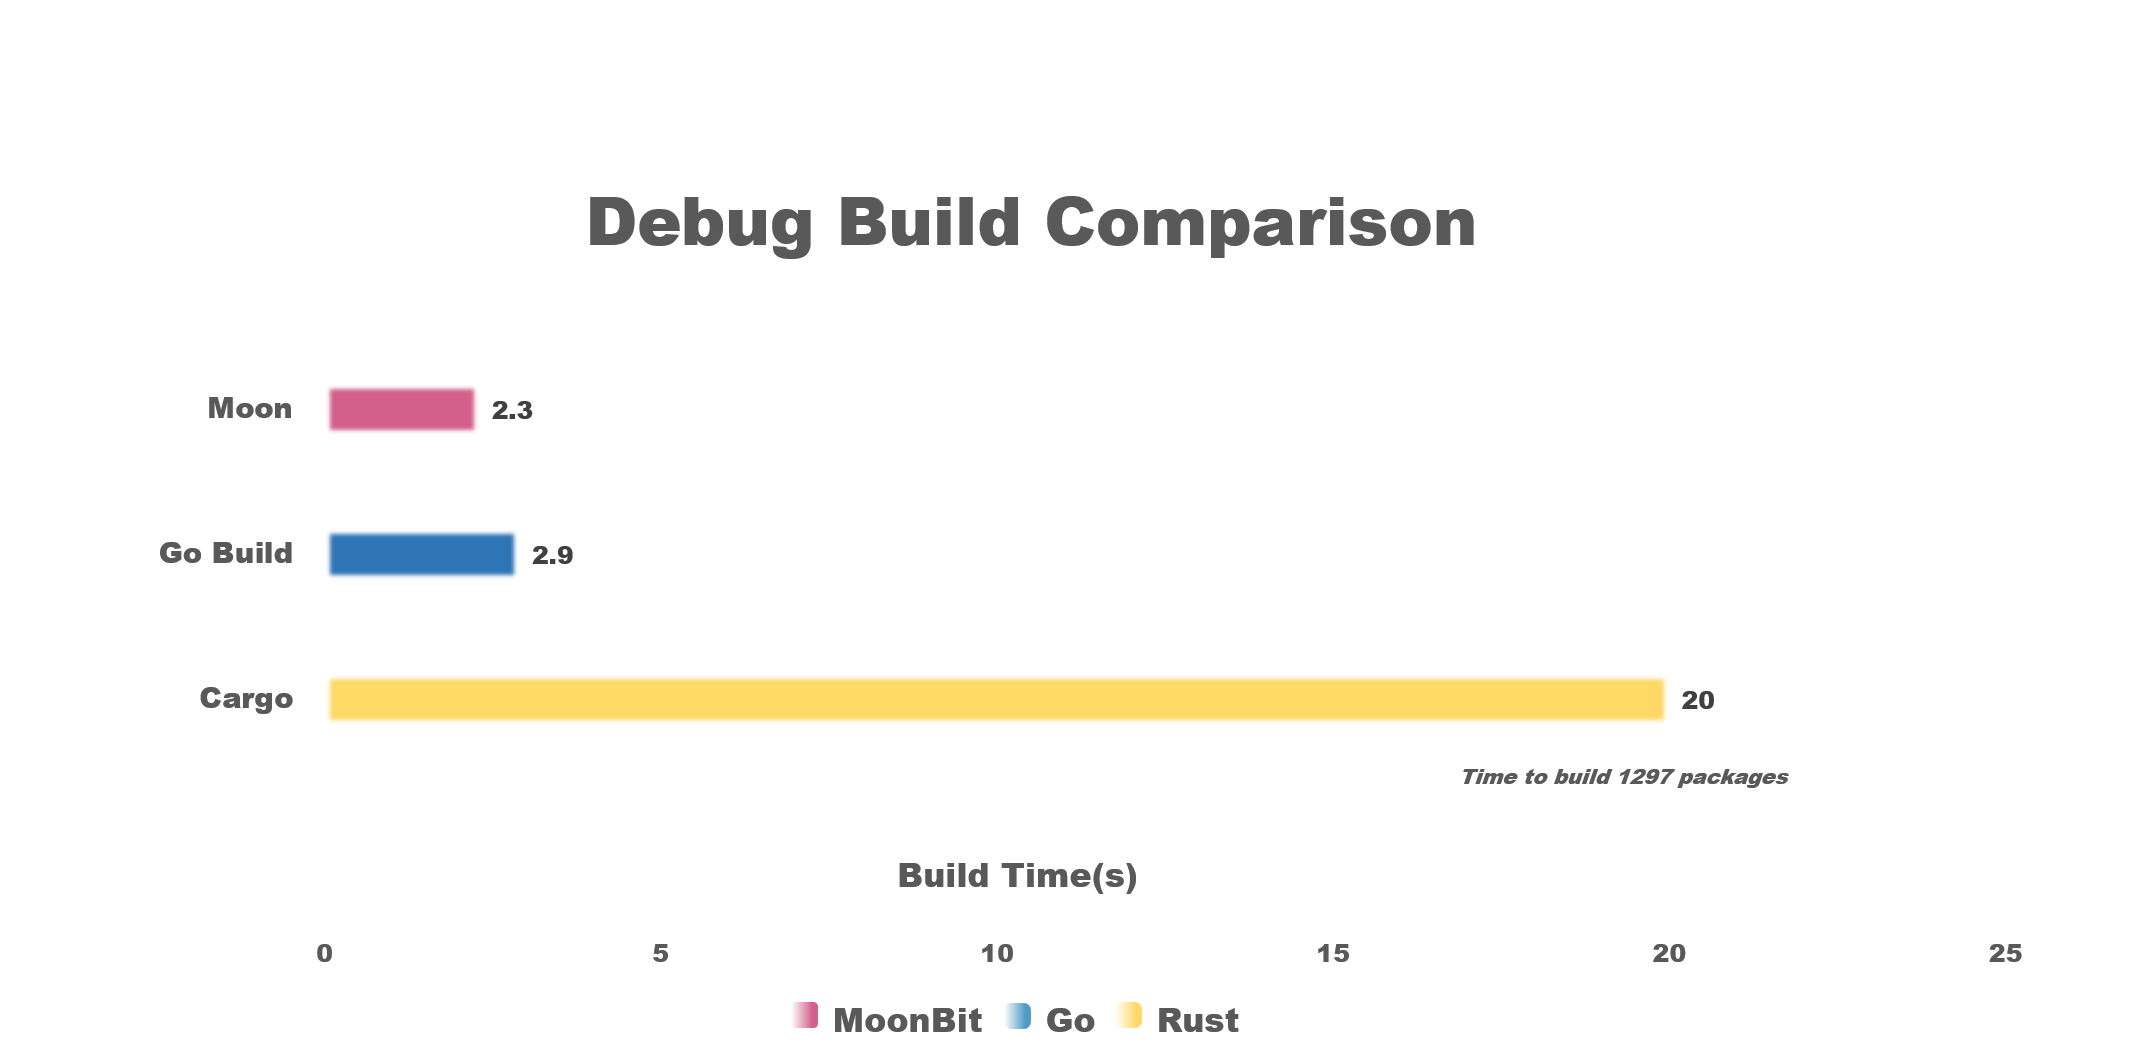 Debug Build Comparison
Moon 2.3
Go Build 2.9
Cargo 20
Time to build 1297 packages
Build Time(s)
0 5 10 15 20 25
MoonBit Go Rust